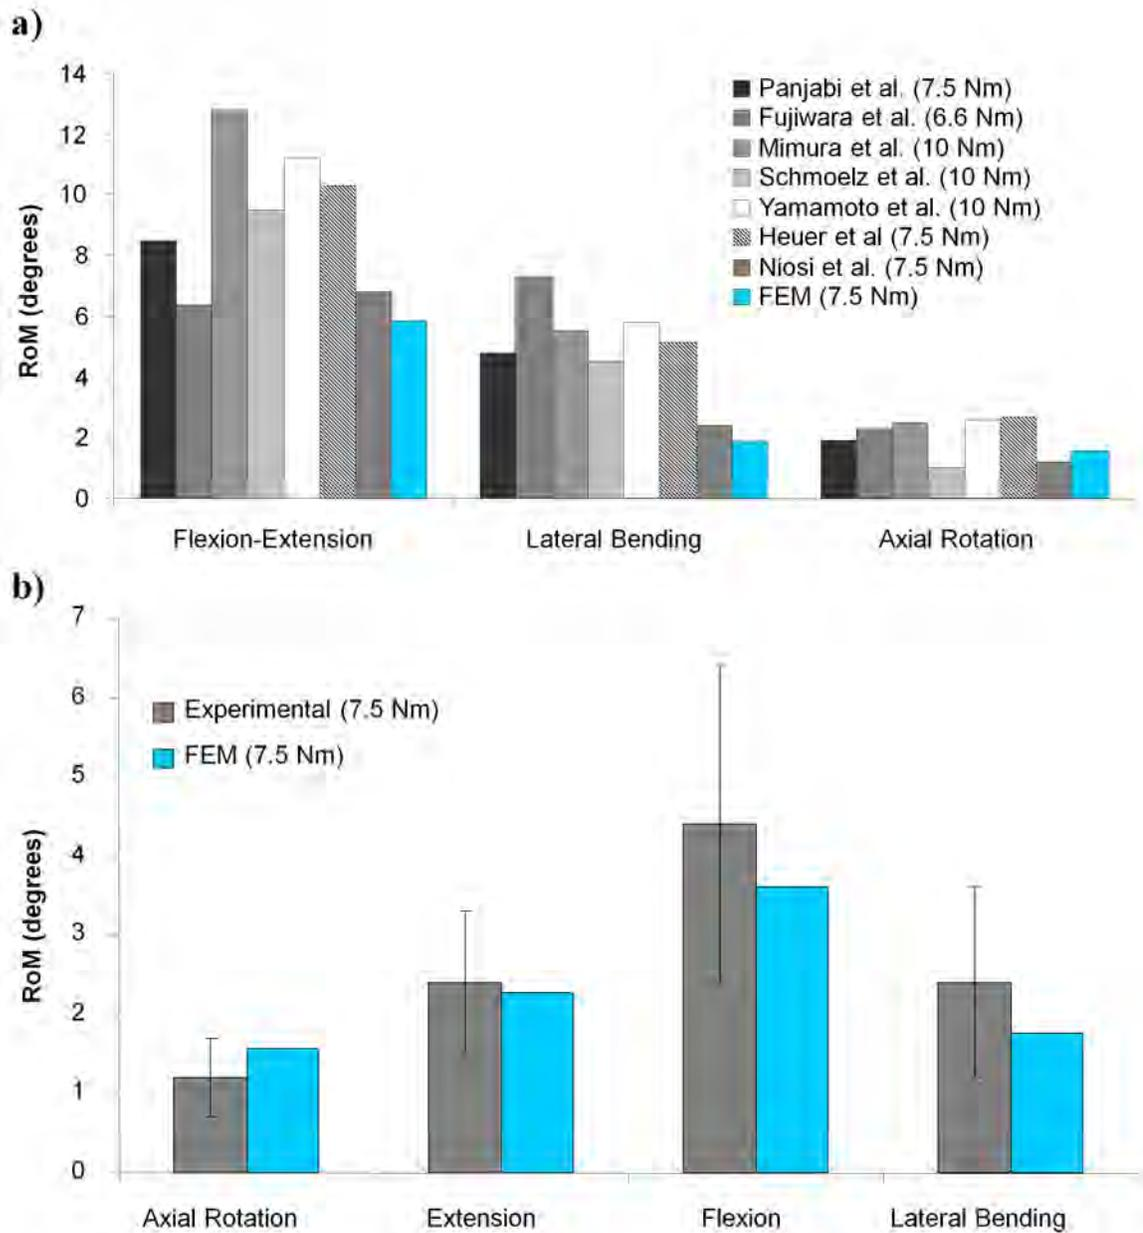 a)
14
12
10
8
6
4
2
0
RoM (degrees)
Panjabi et al. (7.5 Nm)
Fujiwara et al. (6.6 Nm)
Mimura et al. (10 Nm)
Schmoelz et al. (10 Nm)
Yamamoto et al. (10 Nm)
Heuer et al (7.5 Nm)
Niosi et al. (7.5 Nm)
FEM (7.5 Nm)
Flexion-Extension
Lateral Bending
Axial Rotation
b)
7
6
5
4
3
2
1
0
RoM (degrees)
Experimental (7.5 Nm)
FEM (7.5 Nm)
Axial Rotation
Extension
Flexion
Lateral Bending